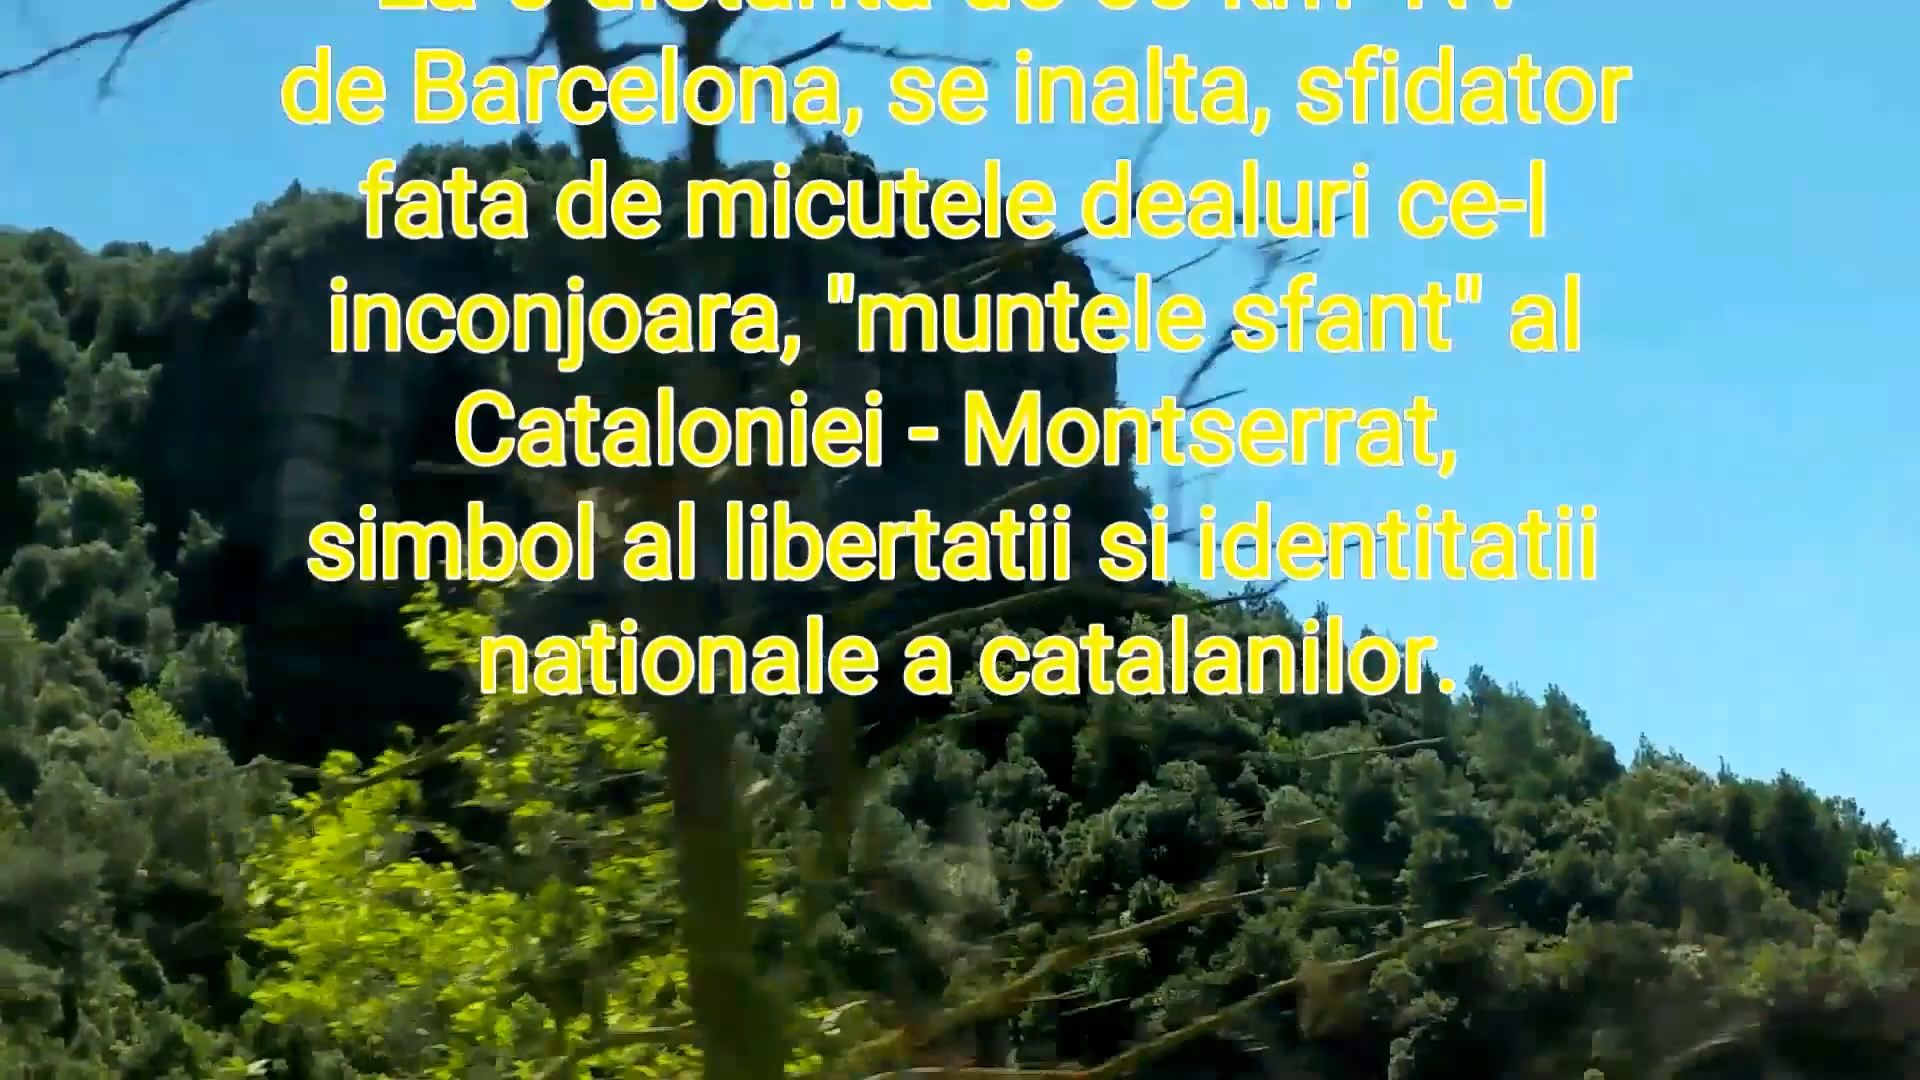 de Barcelona, se inalta, sfidator
fata de micutele dealuri ce-l
inconjoara, "muntele sfant" al
Cataloniei - Montserrat,
simbol al libertatii si identitatii
nationale a catalanilor.